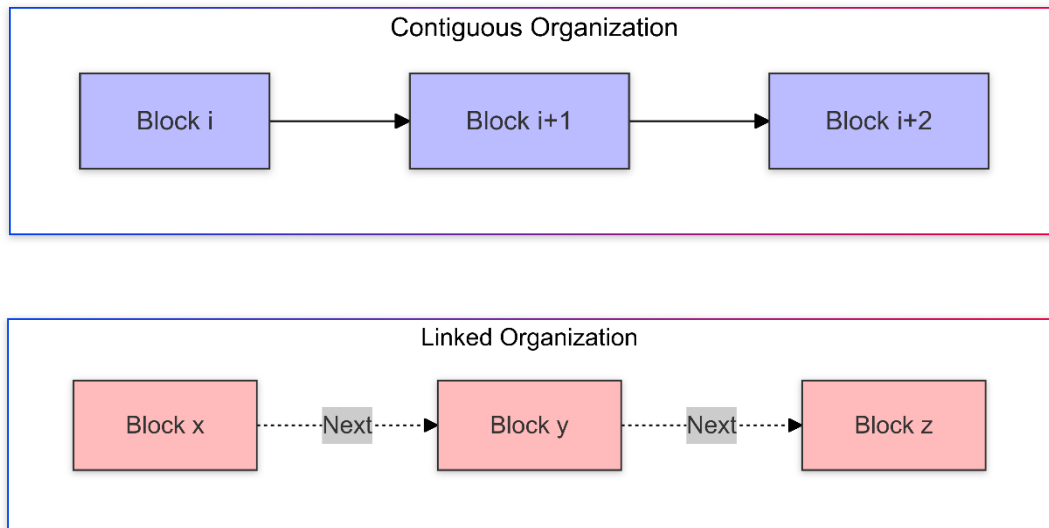 Contiguous Organization
Block i
Block i+1
Block i+2
Linked Organization
Block x
Next
Block y
Next
Block z